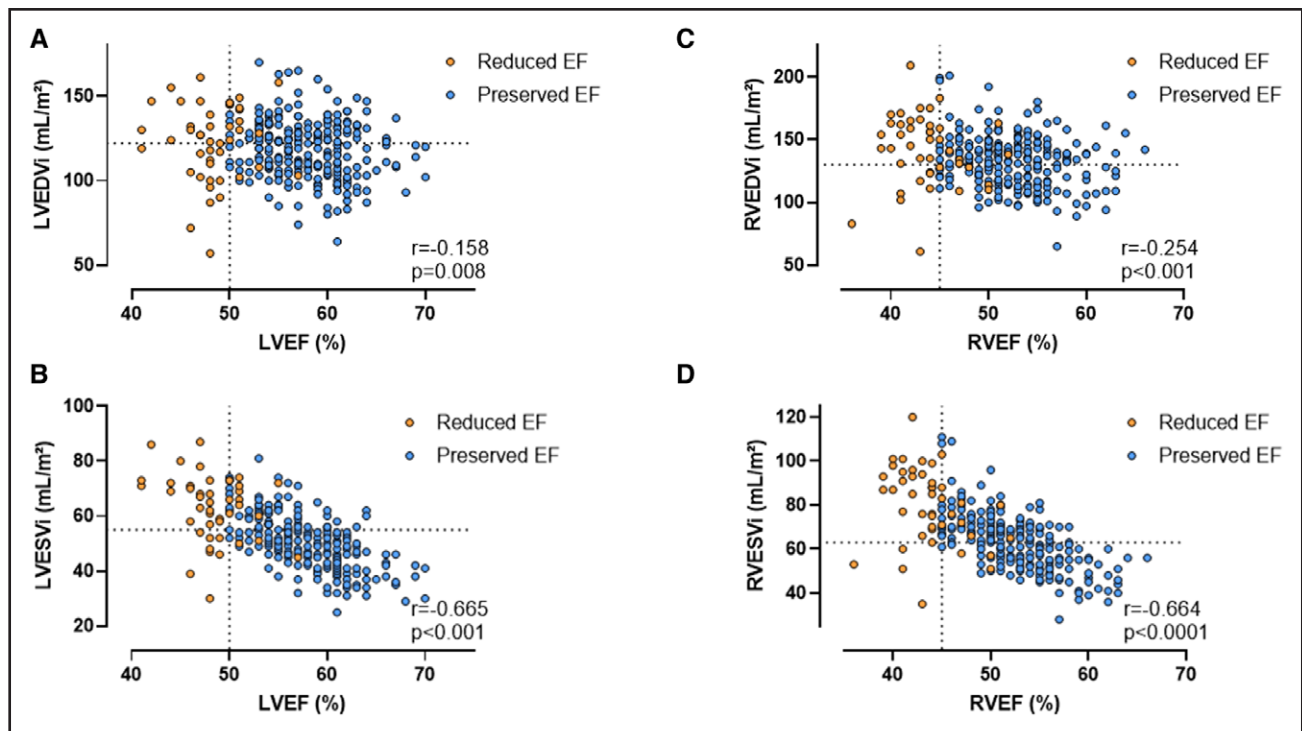 A
LVEDVi (mL/m²)
150
100
50
40
50
60
70
LVEF (%)
Reduced EF
Preserved EF
r=-0.158
p=0.008
C
RVEDVi (mL/m²)
200
150
100
50
40
50
60
70
RVEF (%)
Reduced EF
Preserved EF
r=-0.254
p<0.001
B
LVESVi (mL/m²)
100
80
60
40
20
40
50
60
70
LVEF (%)
Reduced EF
Preserved EF
r=-0.665
p<0.001
D
RVESVi (mL/m²)
120
100
80
60
40
40
50
60
70
RVEF (%)
Reduced EF
Preserved EF
r=-0.664
p<0.0001